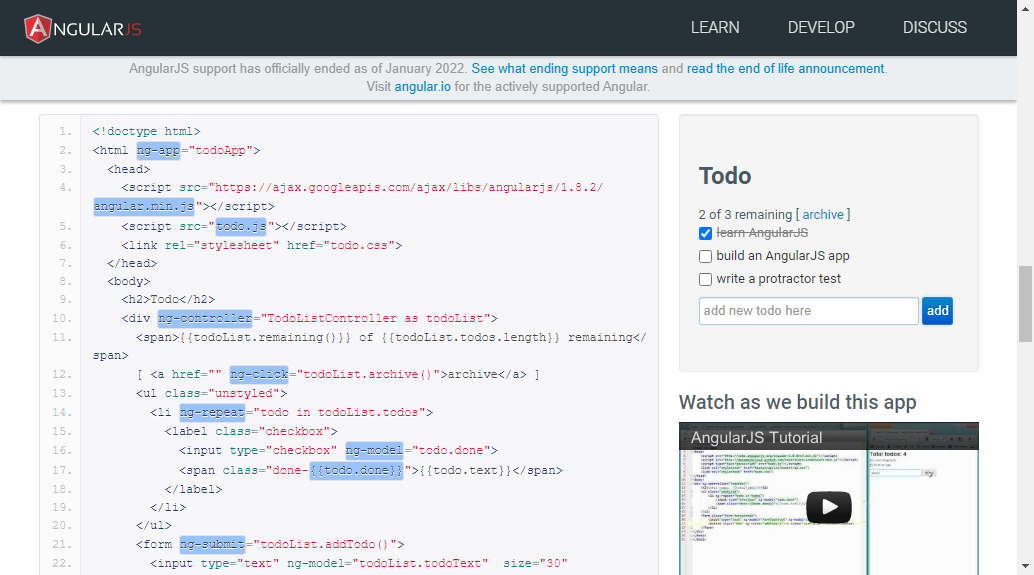 ANGULARJS
LEARN DEVELOP DISCUSS
AngularJS support has officially ended as of January 2022. See what ending support means and read the end of life announcement.
Visit angular.io for the actively supported Angular.
1. <!doctype html>
2. <html ng-app="todoApp">
3. <head>
4. <script src="https://ajax.googleapis.com/ajax/libs/angularjs/1.8.2/
angular.min.js"></script>
5. <script src="todo.js"></script>
6. <link rel="stylesheet" href="todo.css">
7. </head>
8. <body>
9. <h2>Todo</h2>
10. <div ng-controller="TodoListController as todoList">
11. <span>{{todoList.remaining()}} of {{todoList.todos.length}} remaining</
span>
12. [ <a href="" ng-click="todoList.archive()">archive</a> ]
13. <ul class="unstyled">
14. <li ng-repeat="todo in todoList.todos">
15. <label class="checkbox">
16. <input type="checkbox" ng-model="todo.done">
17. <span class="done-{{todo.done}}">{{todo.text}}</span>
18. </label>
19. </li>
20. </ul>
21. <form ng-submit="todoList.addTodo()">
22. <input type="text" ng-model="todoList.todoText" size="30"
Todo
2 of 3 remaining [ archive ]
learn AngularJS
build an AngularJS app
write a protractor test
add new todo here add
Watch as we build this app
AngularJS Tutorial
Total todos: 4